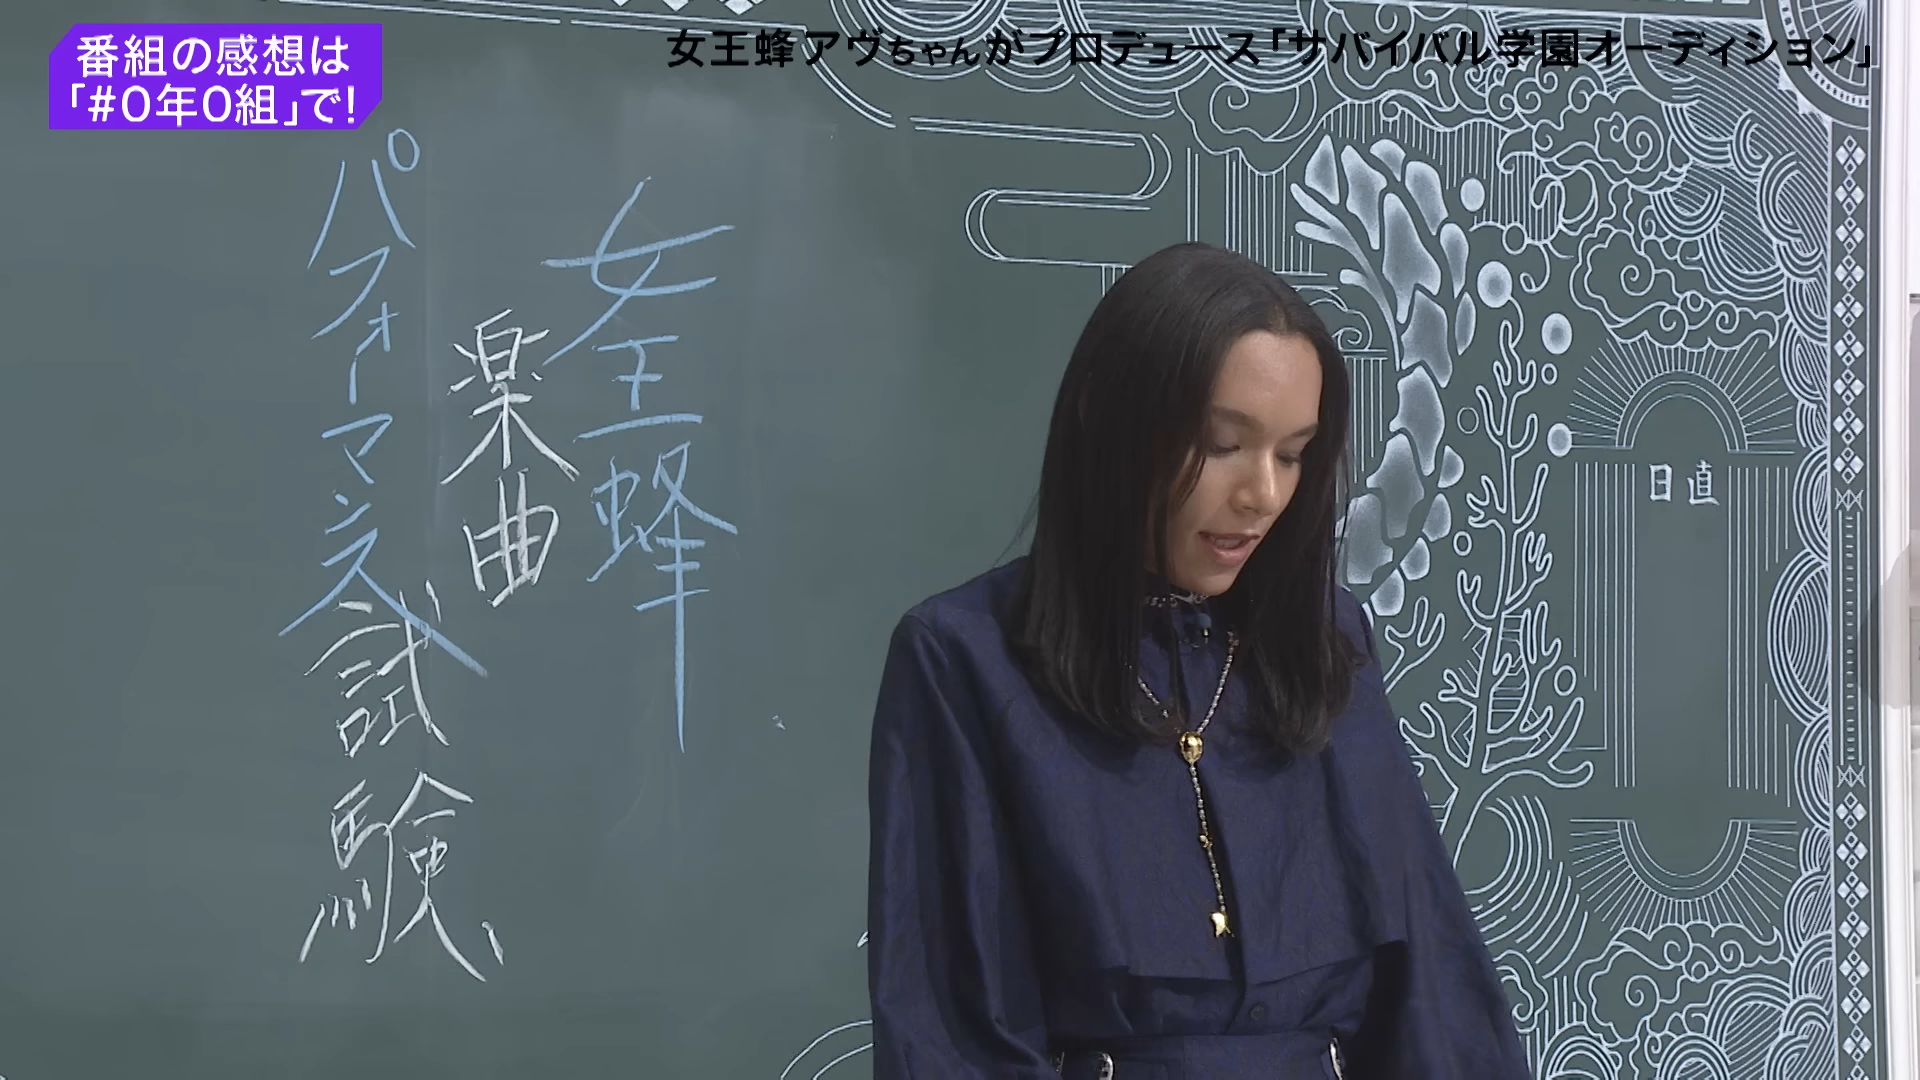 番組の感想は
「#0年0組」で!
女王蜂アヴちゃんがプロデュース「サバイバル学園オーディション」
女王蜂
楽曲
パフォーマンス試験、
日直